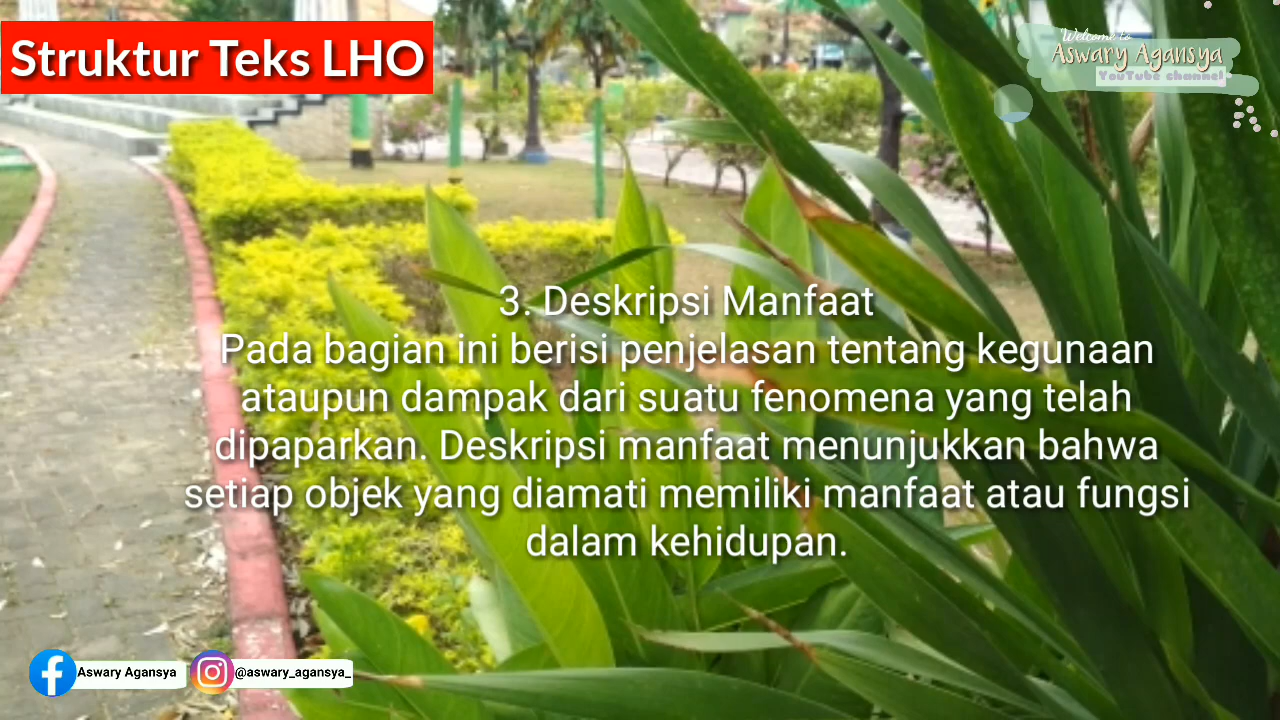 Struktur Teks LHO
Welcome to
Aswary Agansya
YouTube channel
3. Deskripsi Manfaat
Pada bagian ini berisi penjelasan tentang kegunaan
ataupun dampak dari suatu fenomena yang telah
dipaparkan. Deskripsi manfaat menunjukkan bahwa
setiap objek yang diamati memiliki manfaat atau fungsi
dalam kehidupan.
Aswary Agansya
@aswary_agansya_